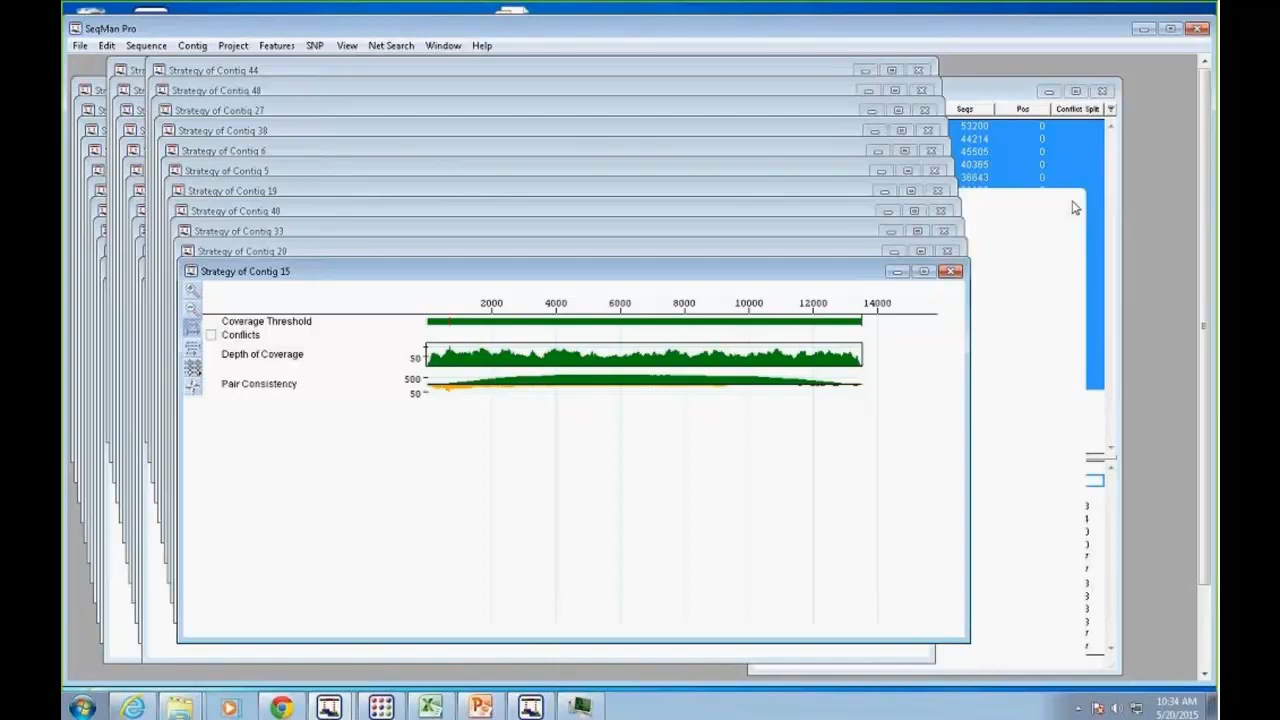 SeqMan Pro
File Edit Sequence Contig Project Features SNP View Net Search Window Help
Strategy of Contig 44
Strategy of Contig 48
Strategy of Contig 27
Strategy of Contig 38
Strategy of Contig 6
Strategy of Contig 5
Strategy of Contig 19
Strategy of Contig 40
Strategy of Contig 33
Strategy of Contig 20
Strategy of Contig 15
Seqs Pos Conflict Split
53200 0
44214 0
45505 0
40365 0
36643 0
2000 4000 6000 8000 10000 12000 14000
Coverage Threshold
Conflicts
Depth of Coverage 50
Pair Consistency 500
50
10:34 AM
5/20/2015